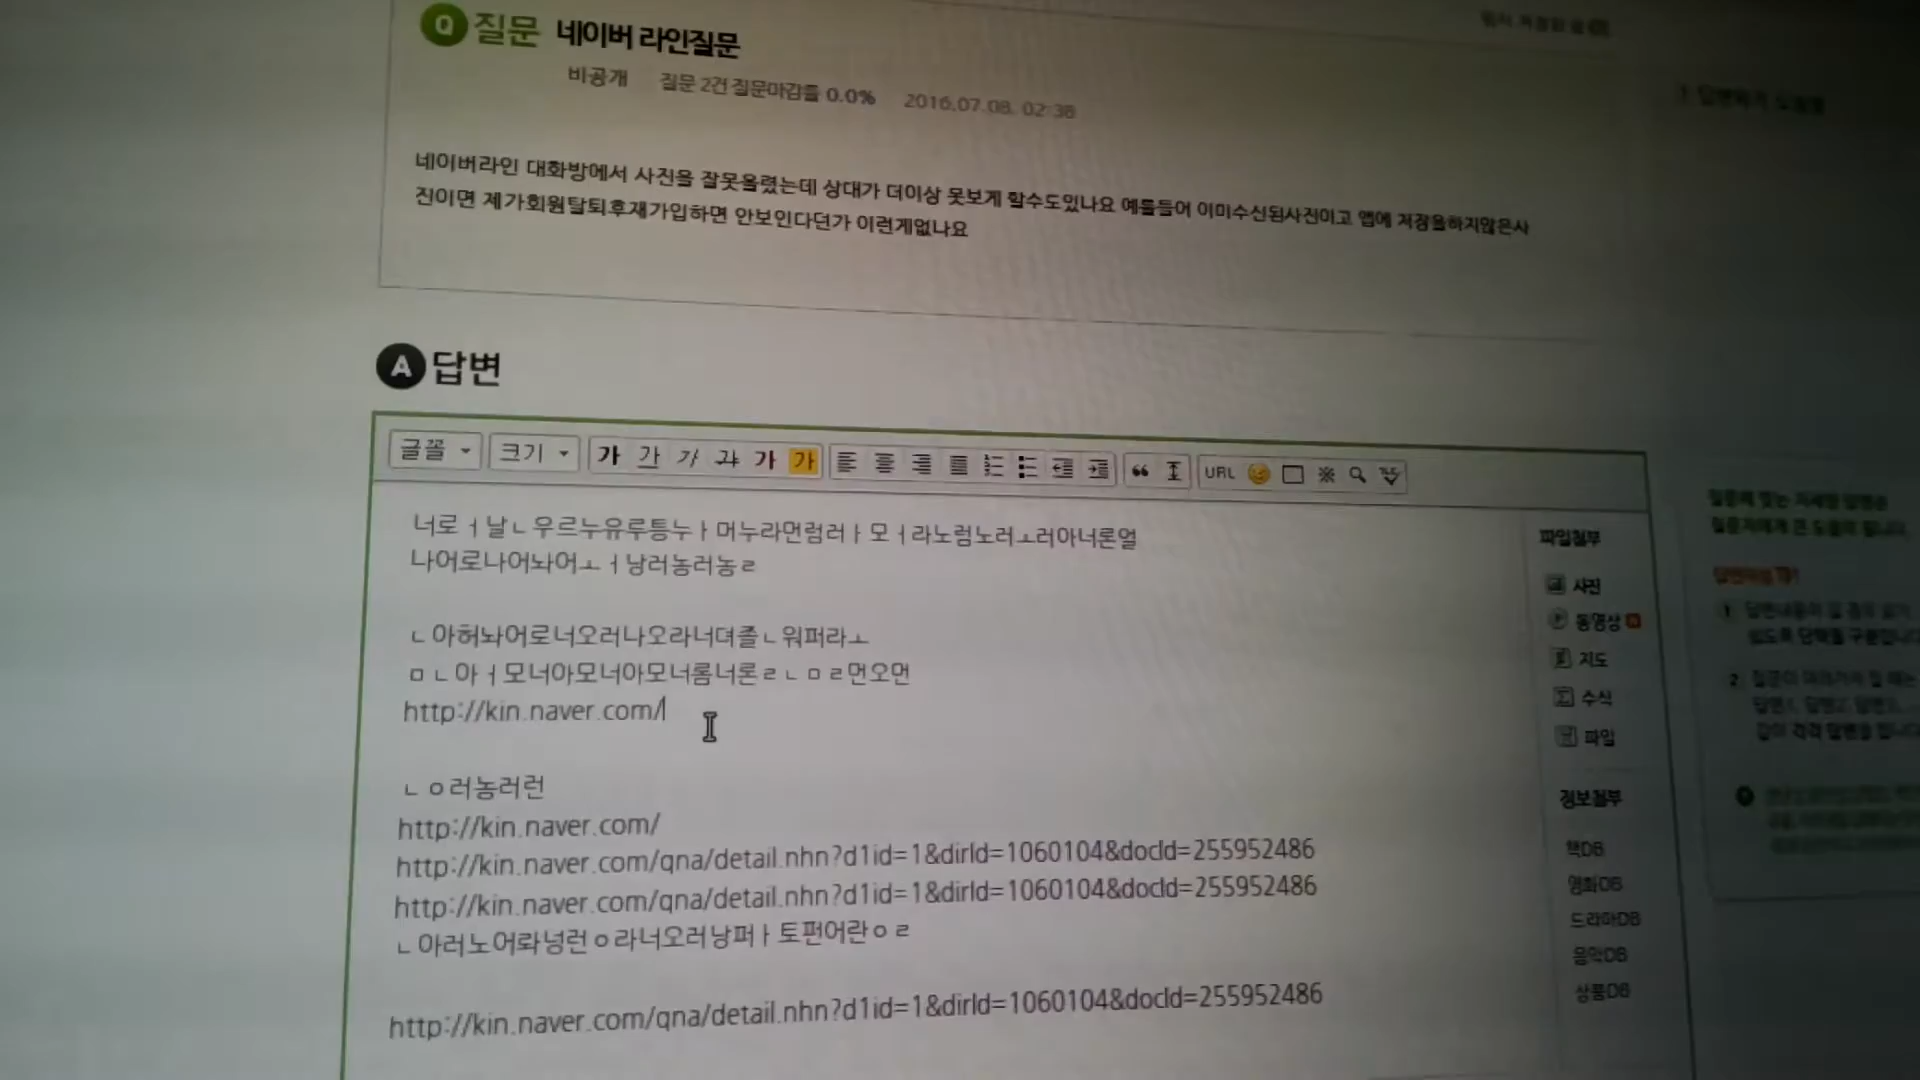 Q 질문 네이버 라인질문
비공개 질문 2건 질문마감률 0.0% 2016.07.08. 02:38
네이버라인 대화방에서 사진을 잘못올렸는데 상대가 더이상 못보게 할수도있나요 예를들어 이미수신된사진이고 앱에 저장을하지않은사
진이면 제가회원탈퇴후재가입하면 안보인다던가 이런게없나요
A 답변
글꼴 크기 가 가 가 가 가 가 URL
너로ㅓ날ㄴ우르누유루틍누ㅏ머누라먼럼러ㅏ모ㅓ라노럼노러ㅗ러아너론얼
나어로나어놔어ㅗㅓ낭러농러농ㄹ
ㄴ아허놔어로너오러나오라너뎌졸ㄴ워퍼라ㅗ
ㅁㄴ아ㅓ모너아모너아모너롬너론ㄹㄴㅁㄹ먼오먼
http://kin.naver.com/
ㄴㅇ러농러런
http://kin.naver.com/
http://kin.naver.com/qna/detail.nhn?d1id=1&dirId=1060104&docId=255952486
http://kin.naver.com/qna/detail.nhn?d1id=1&dirId=1060104&docId=255952486
ㄴ아러노어롸넝런ㅇ라너오러낭퍼ㅏ토펀어란ㅇㄹ
http://kin.naver.com/qna/detail.nhn?d1id=1&dirId=1060104&docId=255952486
파일첨부
사진
동영상
지도
수식
파일
정보첨부
책DB
영화DB
드라마DB
음악DB
상품DB